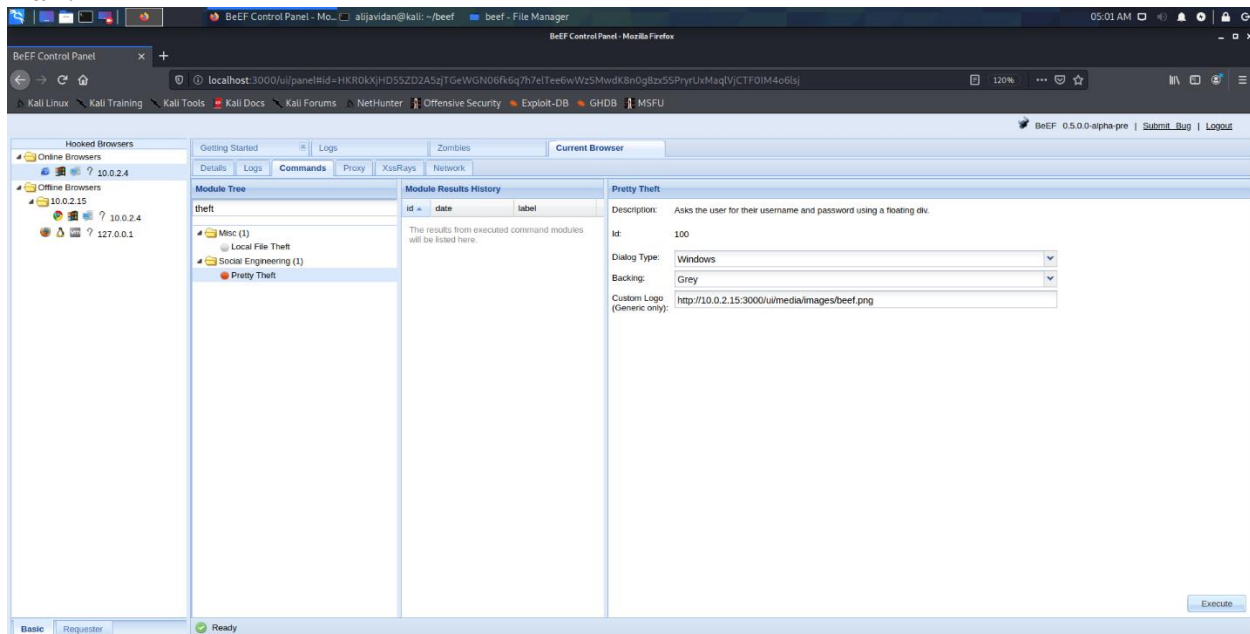 BeEF Control Panel - Mo... alijavidan@kali: ~/beef beef - File Manager 05:01 AM
BeEF Control Panel - Mozilla Firefox
BeEF Control Panel × +
localhost:3000/ui/panel#id= 120%
Kali Linux Kali Training Kali Tools Kali Docs Kali Forums NetHunter Offensive Security Exploit-DB GHDB MSFU
BeEF 0.5.0.0-alpha-pre | Submit Bug | Logout
Hooked Browsers
Online Browsers
? 10.0.2.4
Offline Browsers
10.0.2.15
? 10.0.2.4
? 127.0.0.1
Getting Started Logs Zombies Current Browser
Details Logs Commands Proxy XssRays Network
Module Tree
theft
Misc (1)
Local File Theft
Social Engineering (1)
Pretty Theft
Module Results History
id date label
The results from executed command modules
will be listed here.
Pretty Theft
Description: Asks the user for their username and password using a floating div.
Id: 100
Dialog Type: Windows
Backing: Grey
Custom Logo
(Generic only): http://10.0.2.15:3000/ui/media/images/beef.png
Execute
Basic Requester
Ready